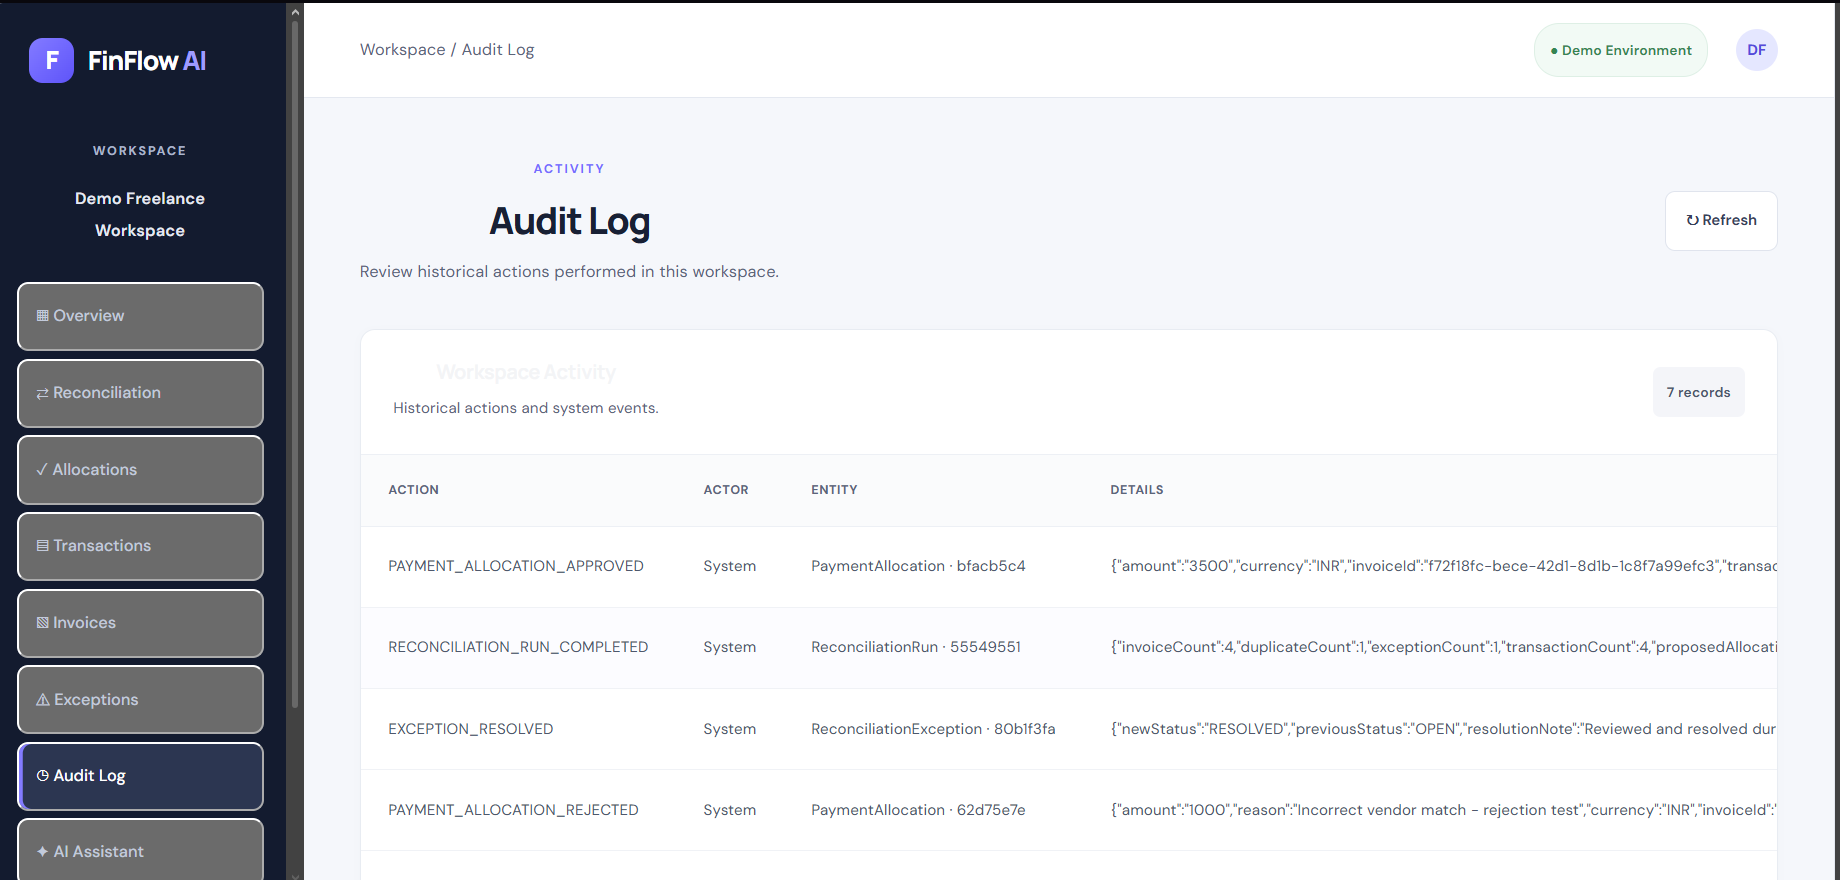 F FinFlow AI
WORKSPACE
Demo Freelance
Workspace
▦ Overview
⇄ Reconciliation
✓ Allocations
▤ Transactions
▧ Invoices
⚠ Exceptions
◷ Audit Log
✦ AI Assistant
Workspace / Audit Log
● Demo Environment
DF
ACTIVITY
Audit Log
Review historical actions performed in this workspace.
↻ Refresh
Workspace Activity
Historical actions and system events.
7 records
ACTION ACTOR ENTITY DETAILS
PAYMENT_ALLOCATION_APPROVED System PaymentAllocation · bfacb5c4 {"amount":"3500","currency":"INR","invoiceId":"f72f18fc-bece-42d1-8d1b-1c8f7a99efc3","transac
RECONCILIATION_RUN_COMPLETED System ReconciliationRun · 55549551 {"invoiceCount":4,"duplicateCount":1,"exceptionCount":1,"transactionCount":4,"proposedAllocati
EXCEPTION_RESOLVED System ReconciliationException · 80b1f3fa {"newStatus":"RESOLVED","previousStatus":"OPEN","resolutionNote":"Reviewed and resolved dur
PAYMENT_ALLOCATION_REJECTED System PaymentAllocation · 62d75e7e {"amount":"1000","reason":"Incorrect vendor match - rejection test","currency":"INR","invoiceId":"